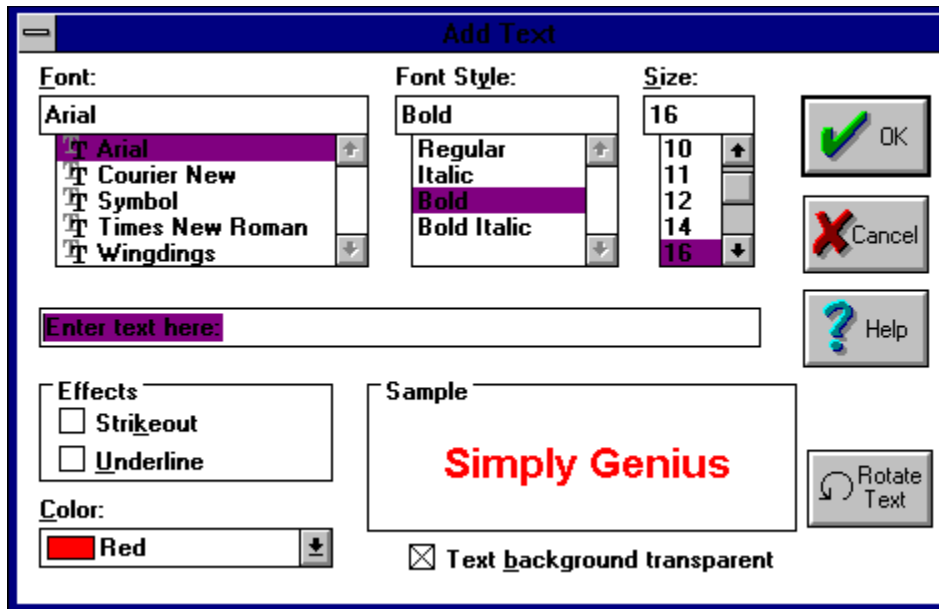 Add Text
Font:
Font Style:
Size:
Arial
Bold
16
Arial
Courier New
Symbol
Times New Roman
Wingdings
Regular
Italic
Bold
Bold Italic
10
11
12
14
16
OK
Cancel
Help
Enter text here:
Effects
Strikeout
Underline
Color:
Red
Sample
Simply Genius
Text background transparent
Rotate
Text